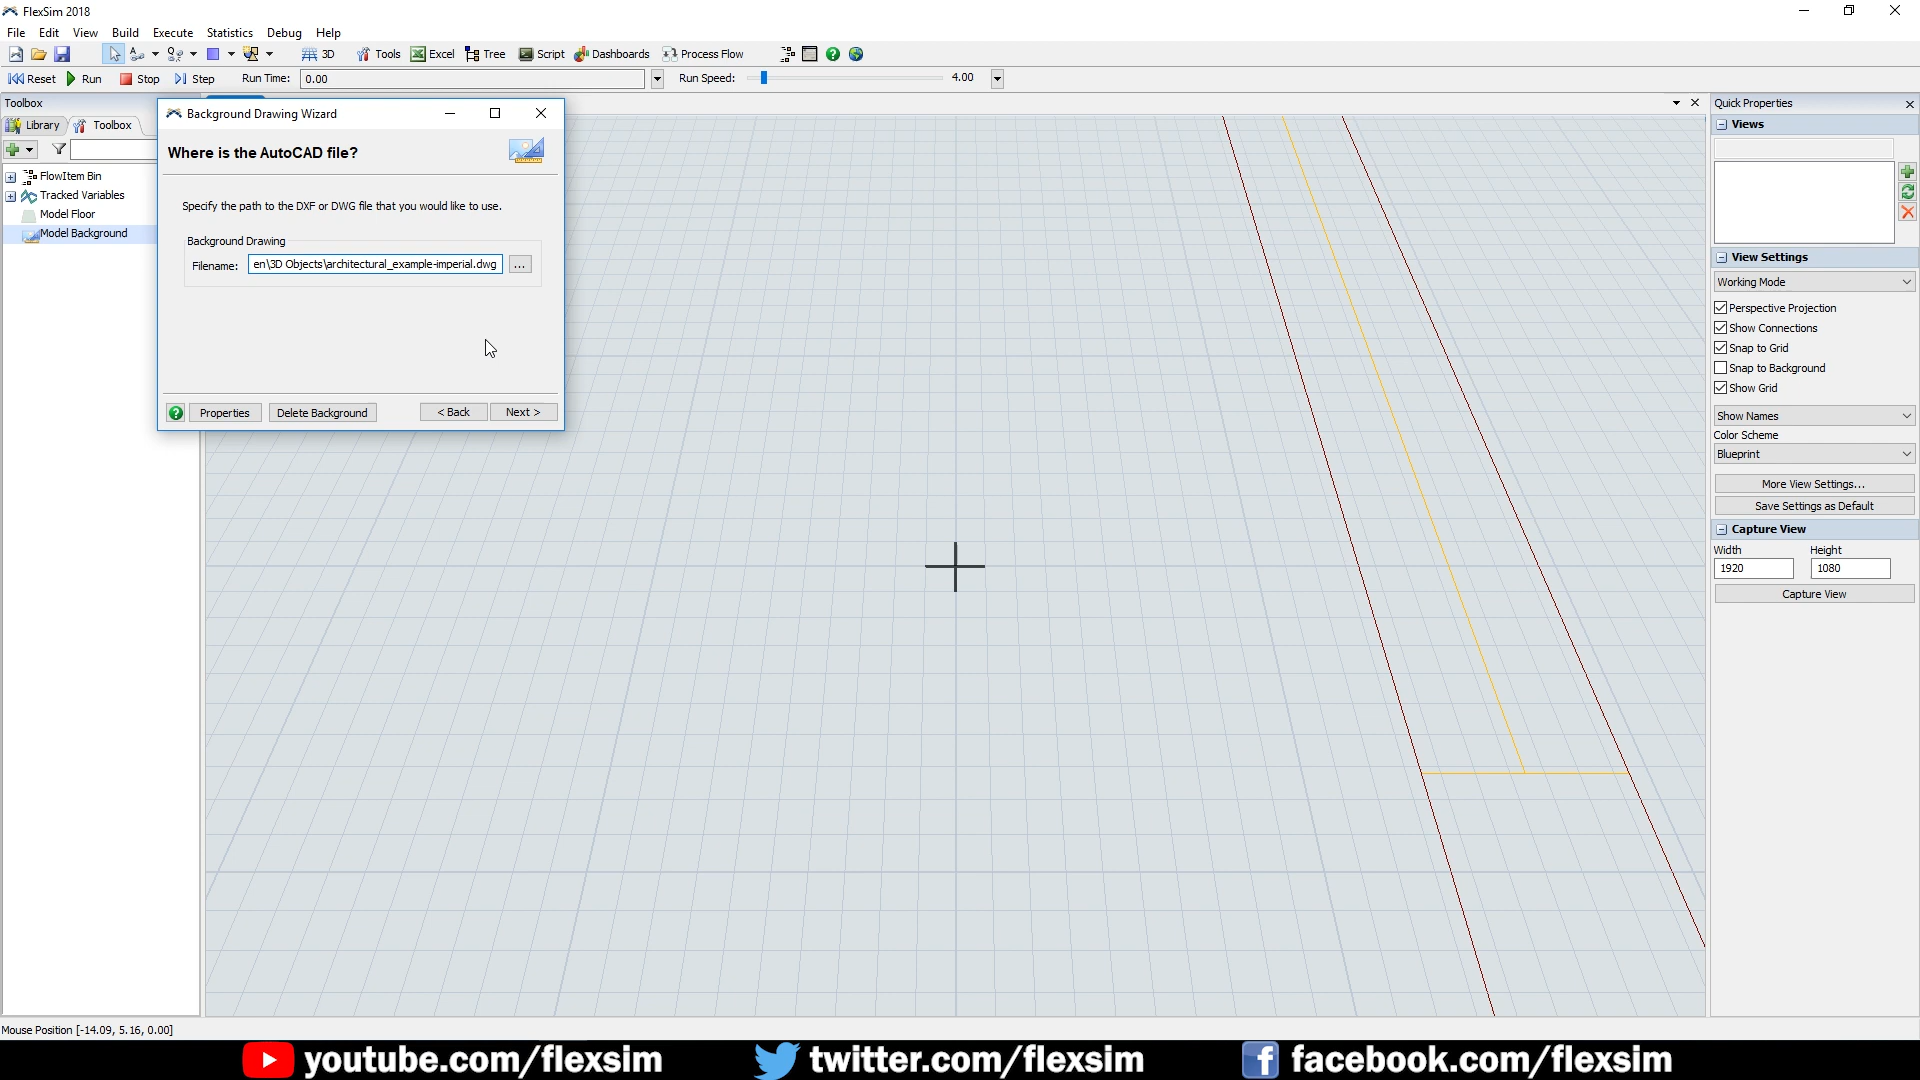 FlexSim 2018
File Edit View Build Execute Statistics Debug Help
3D Tools Excel Tree Script Dashboards Process Flow
Reset Run Stop Step Run Time: 0.00 Run Speed: 4.00
Toolbox
Library Toolbox
FlowItem Bin
Tracked Variables
Model Floor
Model Background
Background Drawing Wizard
Where is the AutoCAD file?
Specify the path to the DXF or DWG file that you would like to use.
Background Drawing
Filename: en\3D Objects\architectural_example-imperial.dwg ...
Properties Delete Background < Back Next >
Quick Properties
Views
View Settings
Working Mode
Perspective Projection
Show Connections
Snap to Grid
Snap to Background
Show Grid
Show Names
Color Scheme
Blueprint
More View Settings...
Save Settings as Default
Capture View
Width Height
1920 1080
Capture View
Mouse Position [-14.09, 5.16, 0.00]
youtube.com/flexsim twitter.com/flexsim facebook.com/flexsim